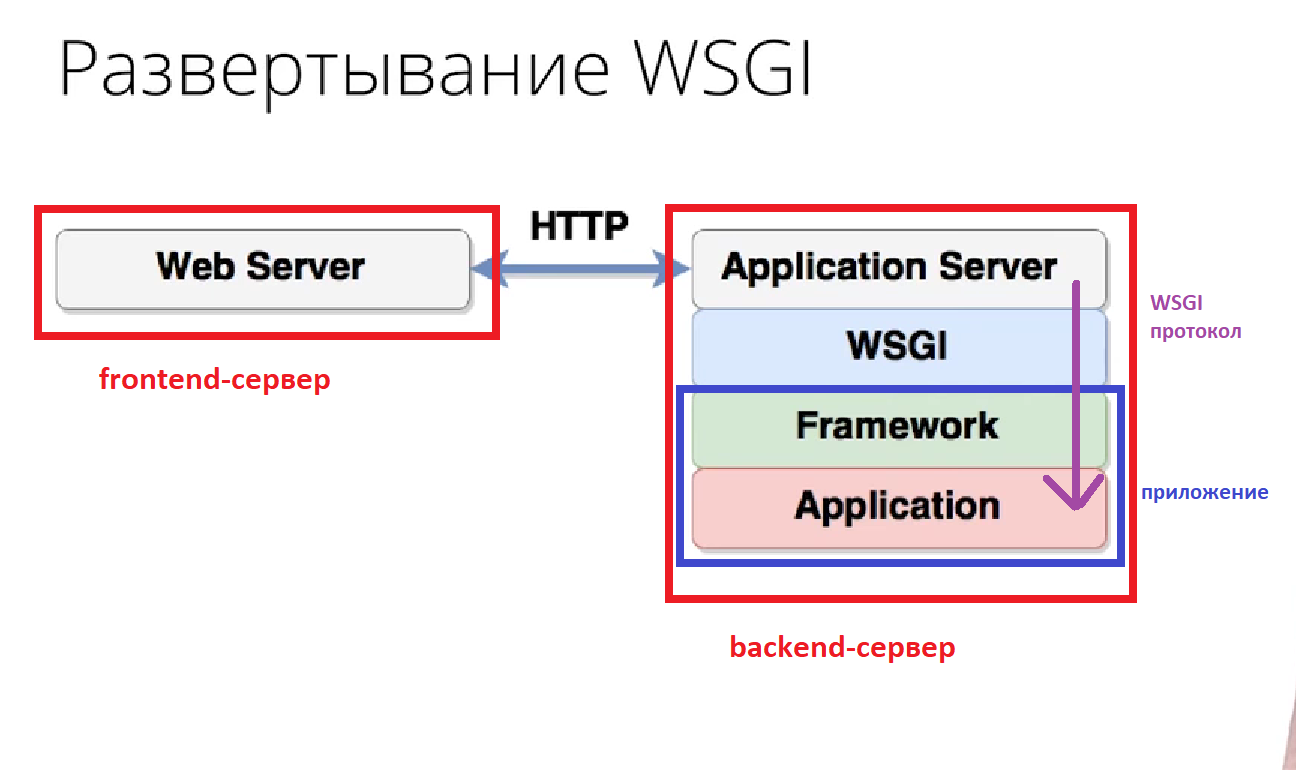 Развертывание WSGI
HTTP
Web Server
Application Server
WSGI
протокол
WSGI
frontend-сервер
Framework
приложение
Application
backend-сервер